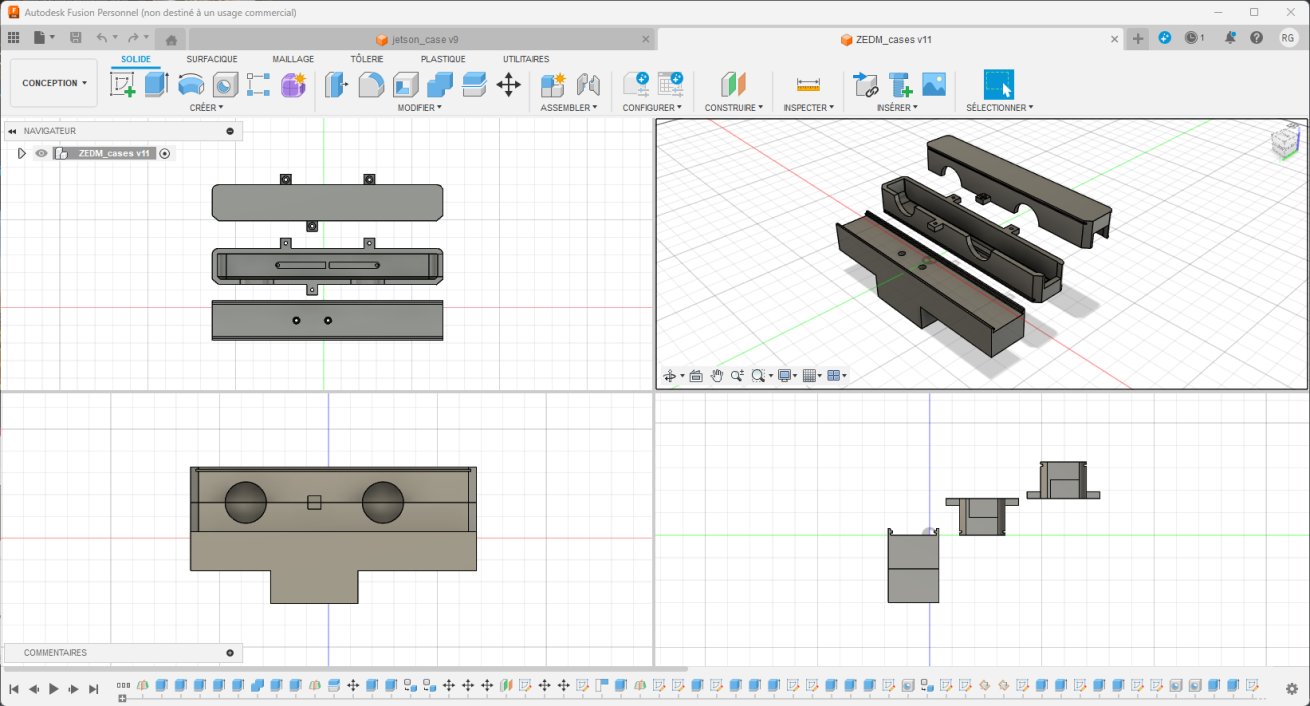 Autodesk Fusion Personnel (non destiné à un usage commercial)
jetson_case v9
ZEDM_cases v11
1
RG
CONCEPTION
SOLIDE
SURFACIQUE
MAILLAGE
TÔLERIE
PLASTIQUE
UTILITAIRES
CRÉER
MODIFIER
ASSEMBLER
CONFIGURER
CONSTRUIRE
INSPECTER
INSÉRER
SÉLECTIONNER
NAVIGATEUR
ZEDM_cases v11
COMMENTAIRES